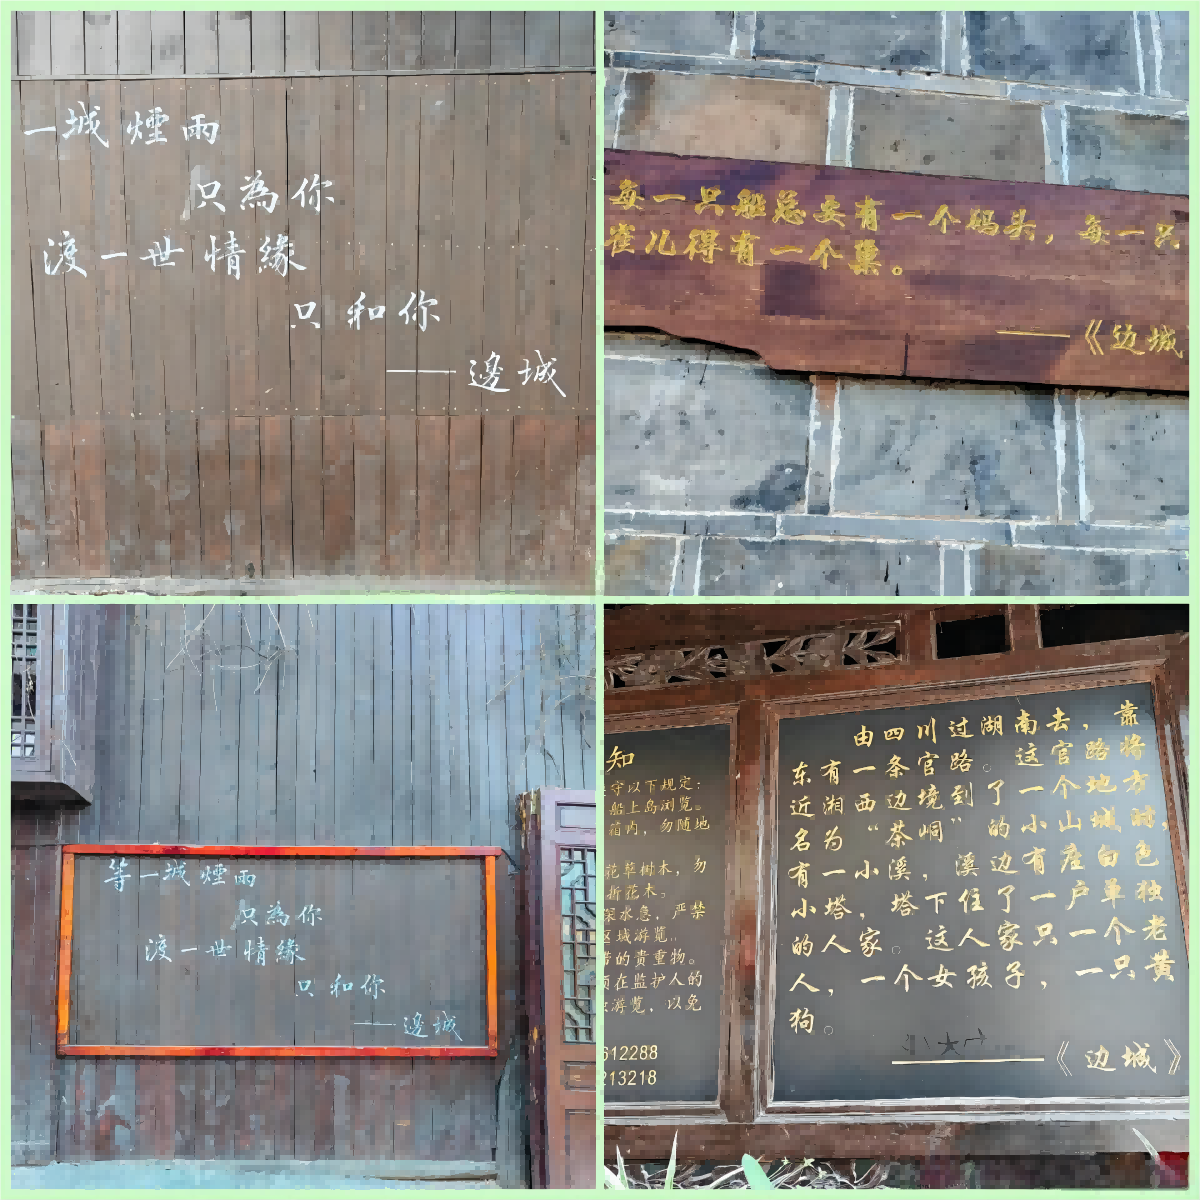 一城煙雨
只為你
渡一世情緣
只和你
——邊城
每一只船总要有一个码头，每一只
雀儿得有一个巢。
——《边城
等一城煙雨
只為你
渡一世情緣
只和你
——邊城
知
守以下规定：
船上岛浏览。
箱内，勿随地
花草树木，勿
折花木。
深水急，严禁
区域游览。
带的贵重物。
须在监护人的
游览，以免
612288
213218
由四川过湖南去，靠
东有一条官路。这官路将
近湘西边境到了一个地方
名为“茶峒”的小山城时，
有一小溪，溪边有座白色
小塔，塔下住了一户单独
的人家。这人家只一个老
人，一个女孩子，一只黄
狗。
——《边城》